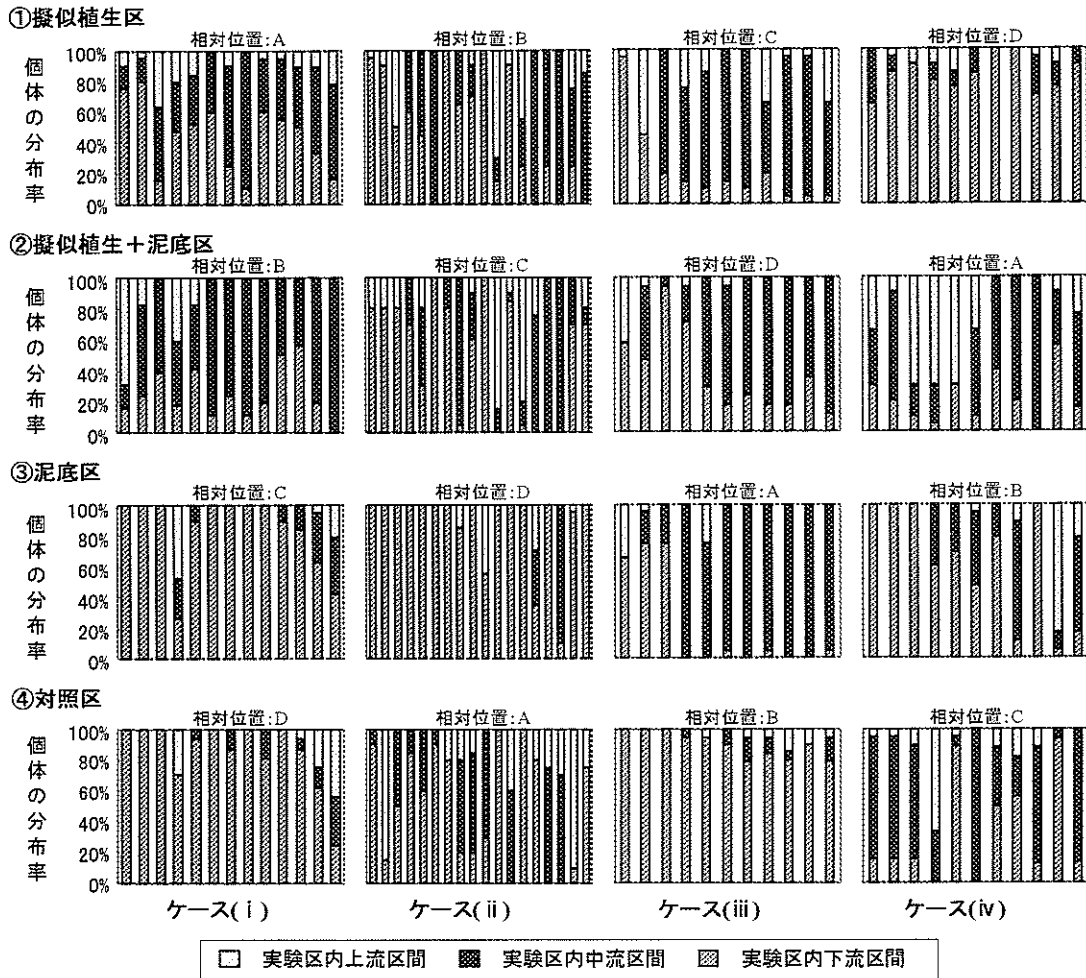 ①擬似植生区
相対位置:A
相対位置:B
相対位置:C
相対位置:D
個体の分布率
100%
80%
60%
40%
20%
0%
②擬似植生+泥底区
相対位置:B
相対位置:C
相対位置:D
相対位置:A
個体の分布率
100%
80%
60%
40%
20%
0%
③泥底区
相対位置:C
相対位置:D
相対位置:A
相対位置:B
個体の分布率
100%
80%
60%
40%
20%
0%
④対照区
相対位置:D
相対位置:A
相対位置:B
相対位置:C
個体の分布率
100%
80%
60%
40%
20%
0%
ケース(ⅰ)
ケース(ⅱ)
ケース(ⅲ)
ケース(ⅳ)
実験区内上流区間
実験区内中流区間
実験区内下流区間